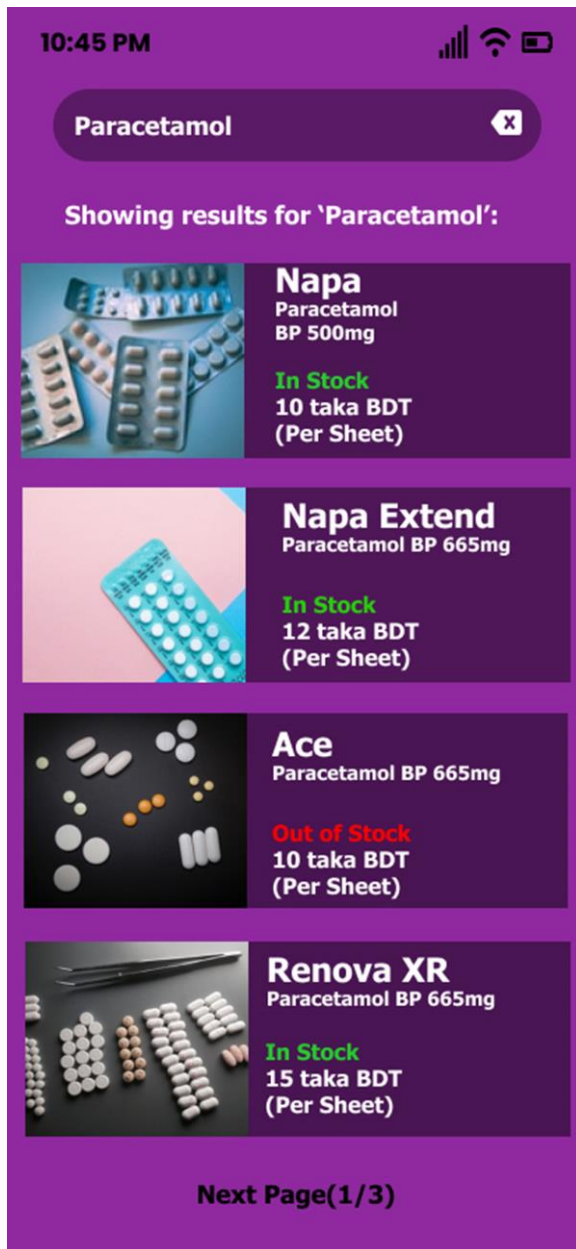 10:45 PM
Paracetamol
Showing results for ‘Paracetamol’:
Napa
Paracetamol
BP 500mg
In Stock
10 taka BDT
(Per Sheet)
Napa Extend
Paracetamol BP 665mg
In Stock
12 taka BDT
(Per Sheet)
Ace
Paracetamol BP 665mg
Out of Stock
10 taka BDT
(Per Sheet)
Renova XR
Paracetamol BP 665mg
In Stock
15 taka BDT
(Per Sheet)
Next Page(1/3)